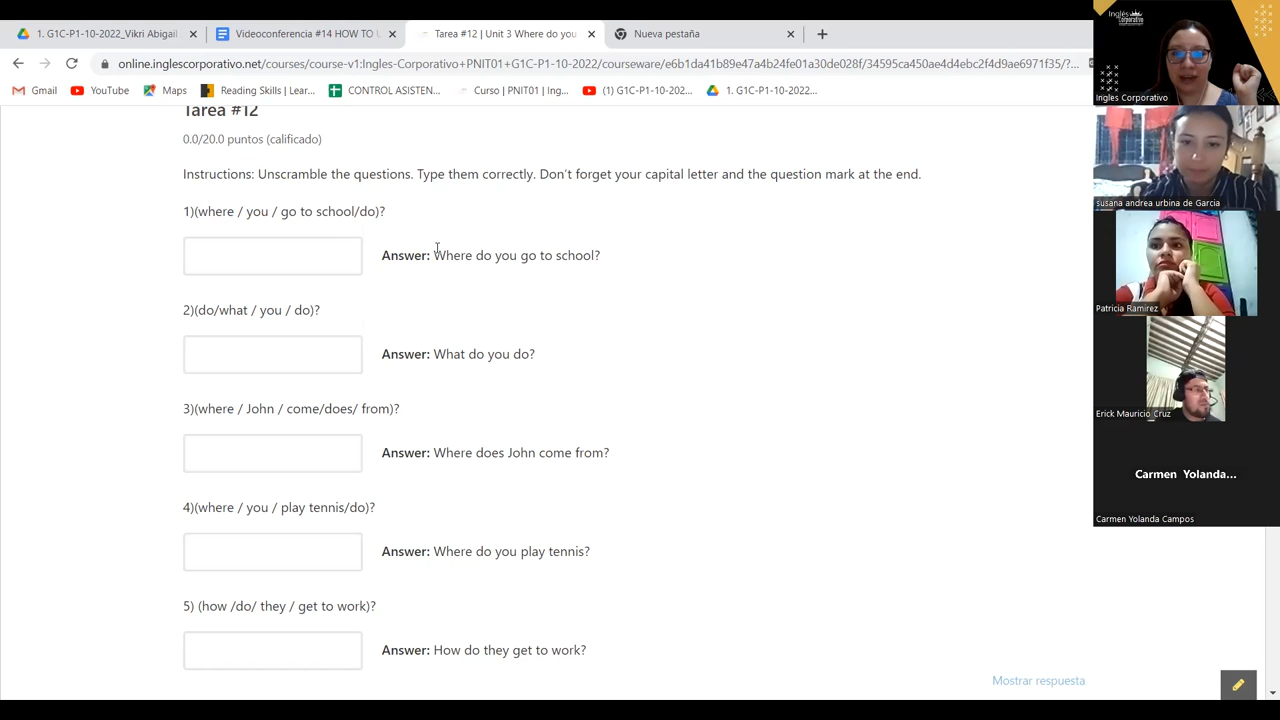 1. G1C-P1-10-2022_Vikri Abigail
Videoconferencia #14 HOW TO U
Tarea #12 | Unit 3 Where do you
Nueva pestaña
online.inglescorporativo.net/courses/course-v1:Ingles-Corporativo+PNIT01+G1C-P1-10-2022/courseware/e6b1da41b89e47a4b24fe01a30de028f/34595ca450ae4d4ebc2f4d9ae6971f35/?...
Gmail
YouTube
Maps
Reading Skills | Lear...
CONTROL ASISTEN...
Curso | PNIT01 | Ing...
(1) G1C-P1-10-202...
1. G1C-P1-10-2022...
Tarea #12
0.0/20.0 puntos (calificado)
Instructions: Unscramble the questions. Type them correctly. Don't forget your capital letter and the question mark at the end.
1)(where / you / go to school/do)?
Answer: Where do you go to school?
2)(do/what / you / do)?
Answer: What do you do?
3)(where / John / come/does/ from)?
Answer: Where does John come from?
4)(where / you / play tennis/do)?
Answer: Where do you play tennis?
5) (how /do/ they / get to work)?
Answer: How do they get to work?
Mostrar respuesta
Inglés
Corporativo
Ingles Corporativo
susana andrea urbina de Garcia
Patricia Ramirez
Erick Mauricio Cruz
Carmen Yolanda...
Carmen Yolanda Campos